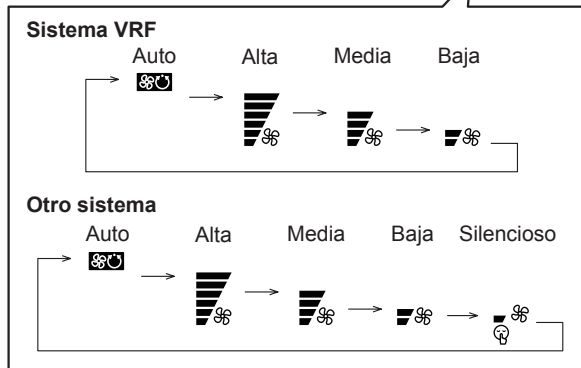 Sistema VRF
Auto Alta Media Baja
Otro sistema
Auto Alta Media Baja Silencioso